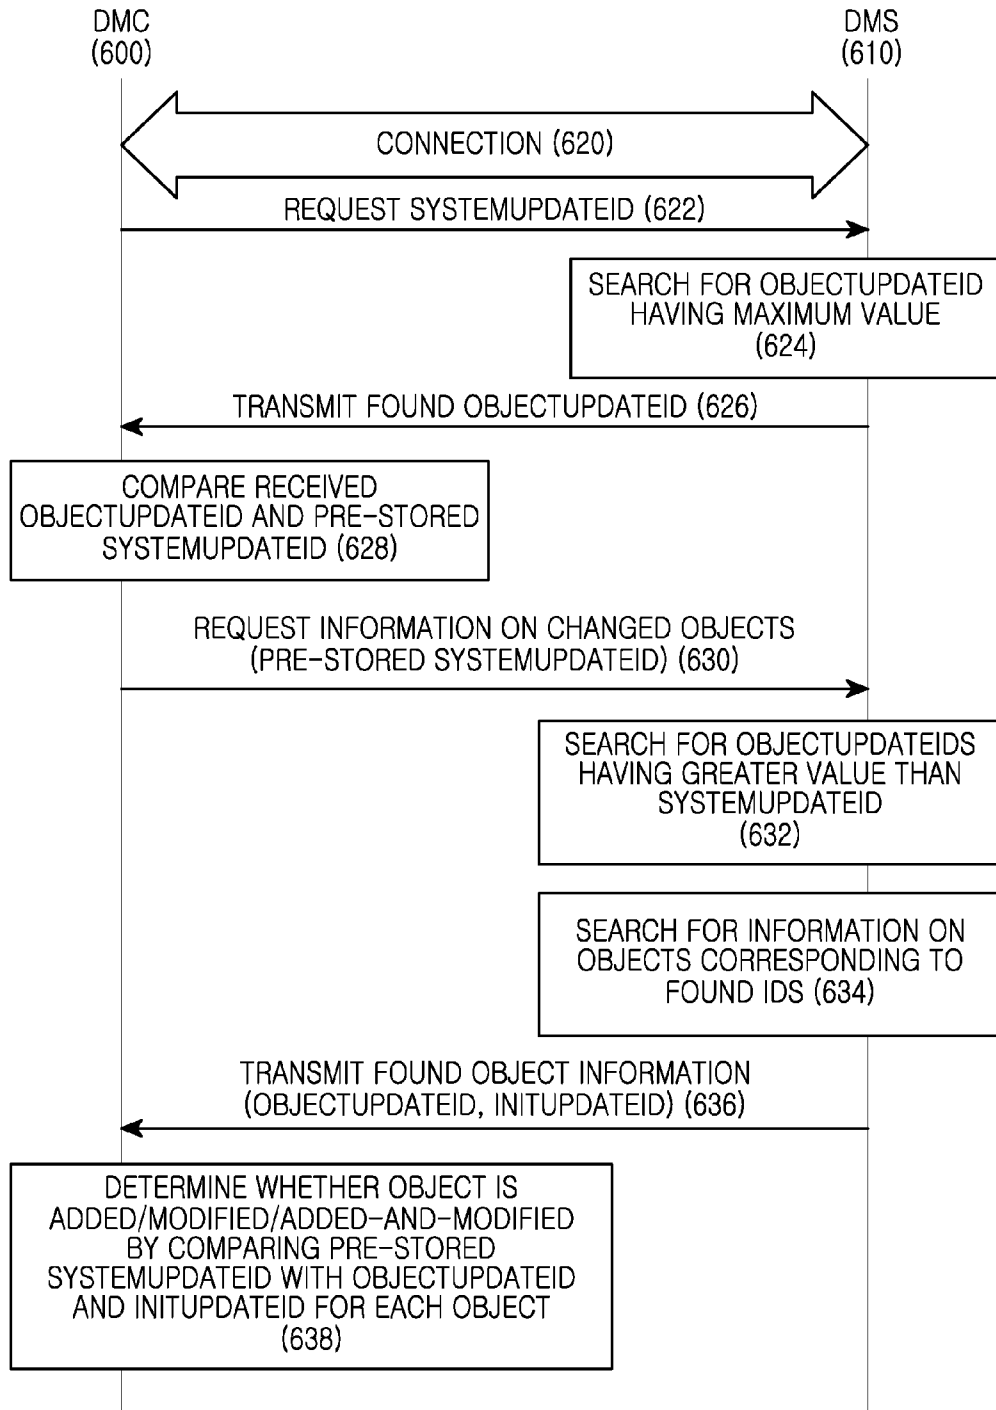 DMC
(600)
DMS
(610)
CONNECTION (620)
REQUEST SYSTEMUPDATEID (622)
SEARCH FOR OBJECTUPDATEID
HAVING MAXIMUM VALUE
(624)
TRANSMIT FOUND OBJECTUPDATEID (626)
COMPARE RECEIVED
OBJECTUPDATEID AND PRE-STORED
SYSTEMUPDATEID (628)
REQUEST INFORMATION ON CHANGED OBJECTS
(PRE-STORED SYSTEMUPDATEID) (630)
SEARCH FOR OBJECTUPDATEIDS
HAVING GREATER VALUE THAN
SYSTEMUPDATEID
(632)
SEARCH FOR INFORMATION ON
OBJECTS CORRESPONDING TO
FOUND IDS (634)
TRANSMIT FOUND OBJECT INFORMATION
(OBJECTUPDATEID, INITUPDATEID) (636)
DETERMINE WHETHER OBJECT IS
ADDED/MODIFIED/ADDED-AND-MODIFIED
BY COMPARING PRE-STORED
SYSTEMUPDATEID WITH OBJECTUPDATEID
AND INITUPDATEID FOR EACH OBJECT
(638)